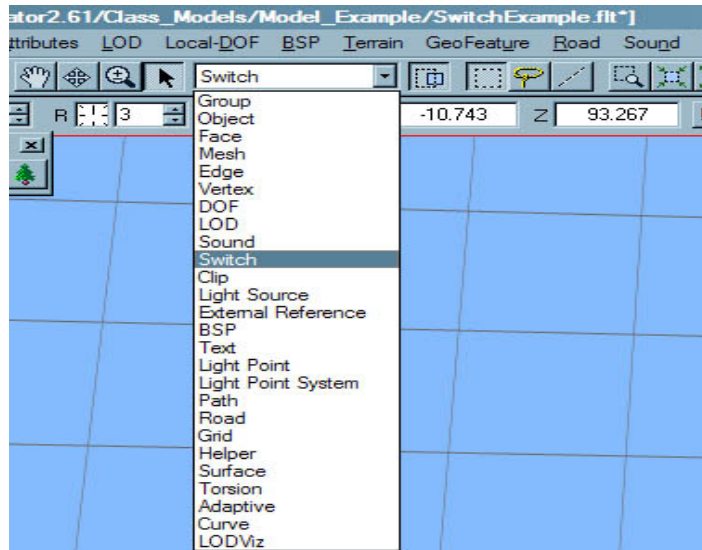 ator2.61/Class_Models/Model_Example/SwitchExample.flt*]
ttributes LOD Local-DOF BSP Terrain GeoFeature Road Sound
Switch
R 3 -10.743 Z 93.267
Group
Object
Face
Mesh
Edge
Vertex
DOF
LOD
Sound
Switch
Clip
Light Source
External Reference
BSP
Text
Light Point
Light Point System
Path
Road
Grid
Helper
Surface
Torsion
Adaptive
Curve
LODViz